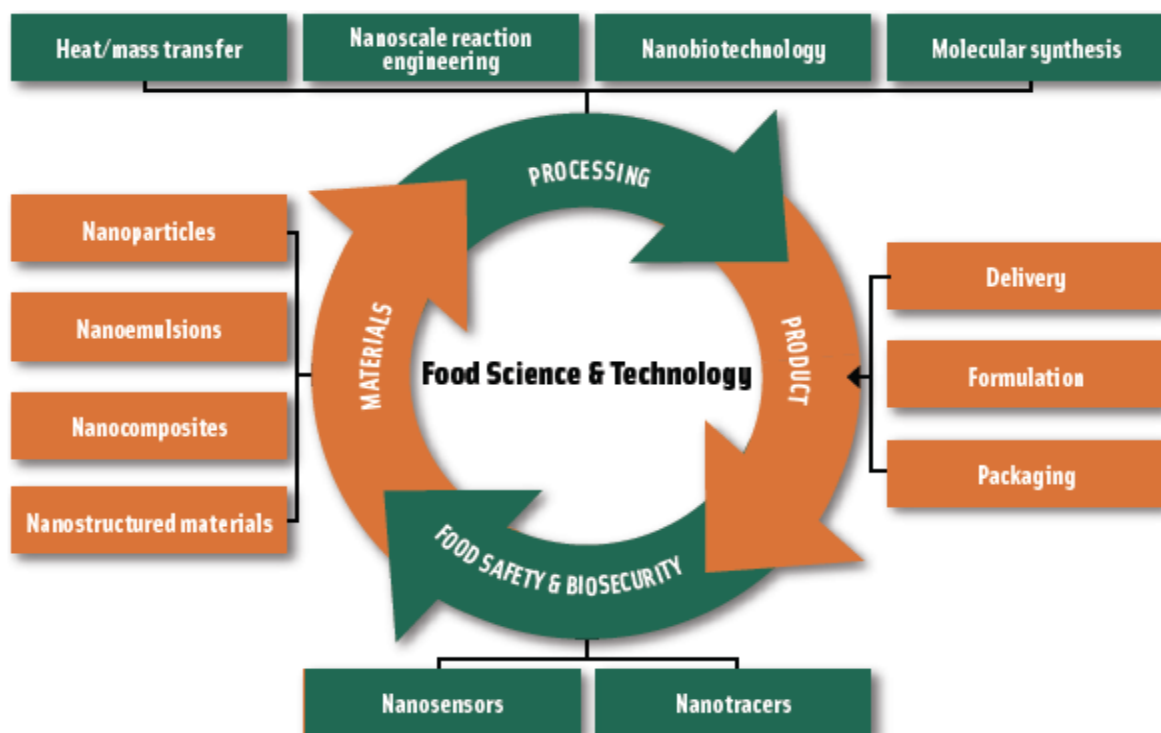 Heat/mass transfer
Nanoscale reaction
engineering
Nanobiotechnology
Molecular synthesis
PROCESSING
Nanoparticles
Nanoemulsions
Nanocomposites
Nanostructured materials
MATERIALS
Food Science & Technology
PRODUCT
Delivery
Formulation
Packaging
FOOD SAFETY & BIOSECURITY
Nanosensors
Nanotracers